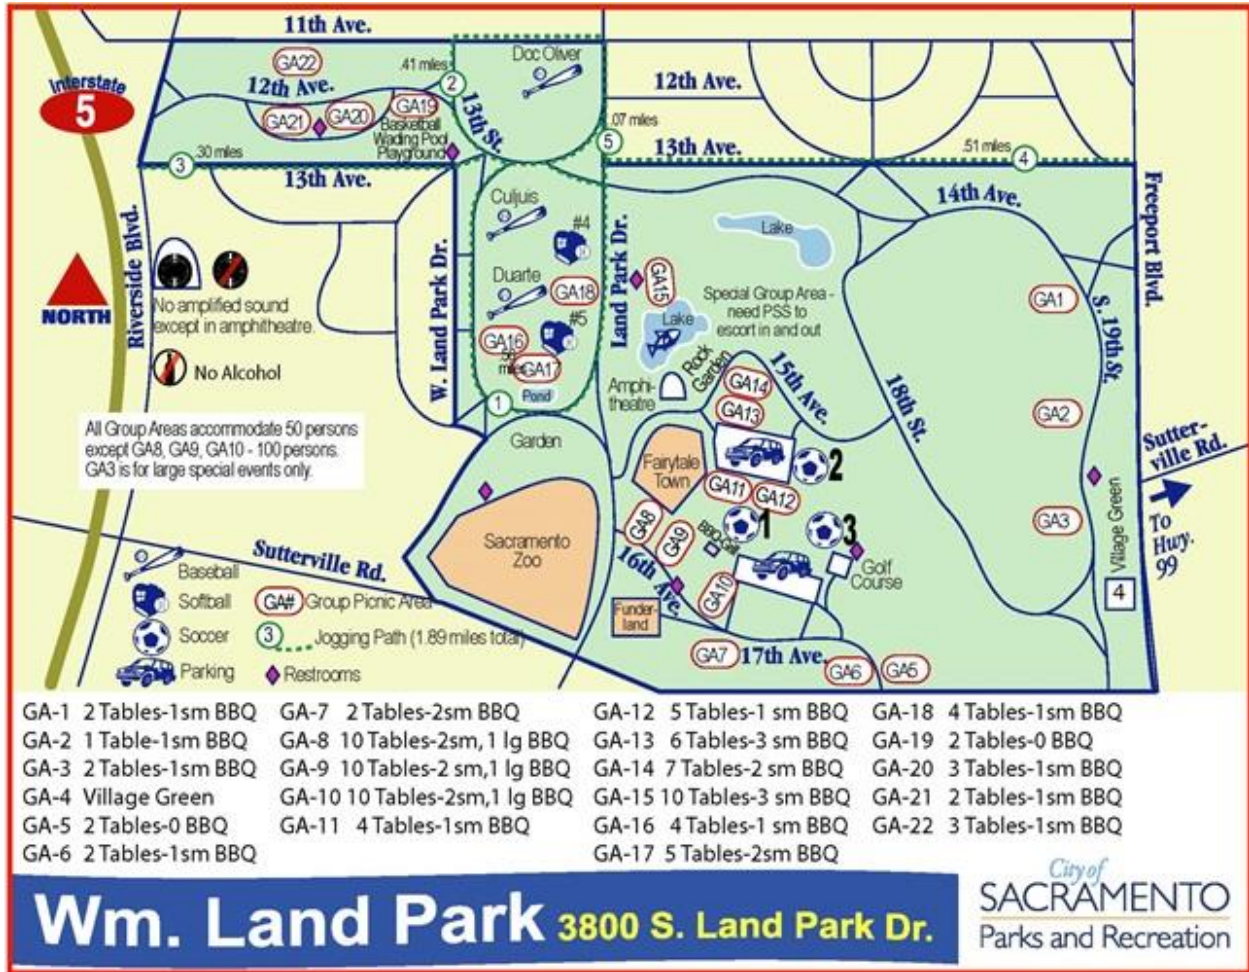 11th Ave.
Doc Oliver
GA22
.41 miles
Interstate
5
12th Ave.
2
12th Ave.
GA21
GA20
GA19
13th St.
.07 miles
Basketball
Wading Pool
Playground
5
3
.30 miles
13th Ave.
.51 miles
4
13th Ave.
14th Ave.
Freeport Blvd.
Riverside Blvd.
W. Land Park Dr.
Culjuis
#4
Land Park Dr.
Lake
Duarte
GA18
GA15
GA1
S. 19th St.
NORTH
No amplified sound
except in amphitheatre.
Special Group Area -
need PSS to
escort in and out
#5
Lake
GA16
.56
miles
GA17
No Alcohol
Rock
Garden
15th Ave.
18th St.
Amphi-
theatre
GA14
GA13
1
Pond
GA2
All Group Areas accommodate 50 persons
except GA8, GA9, GA10 - 100 persons.
GA3 is for large special events only.
Garden
Sutter-
ville Rd.
Fairytale
Town
2
GA11
GA12
Village Green
GA8
GA9
BBQ-Grill
1
3
GA3
To
Hwy.
99
Sacramento
Zoo
Sutterville Rd.
16th Ave.
Golf
Course
GA10
4
Funder-
land
GA7
17th Ave.
GA6
GA5
Baseball
Softball
GA# Group Picnic Area
Soccer
3 Jogging Path (1.89 miles total)
Parking
Restrooms
GA-1 2 Tables-1sm BBQ
GA-2 1 Table-1sm BBQ
GA-3 2 Tables-1sm BBQ
GA-4 Village Green
GA-5 2 Tables-0 BBQ
GA-6 2 Tables-1sm BBQ
GA-7 2 Tables-2sm BBQ
GA-8 10 Tables-2sm, 1 lg BBQ
GA-9 10 Tables-2 sm,1 lg BBQ
GA-10 10 Tables-2sm,1 lg BBQ
GA-11 4 Tables-1sm BBQ
GA-12 5 Tables-1 sm BBQ
GA-13 6 Tables-3 sm BBQ
GA-14 7 Tables-2 sm BBQ
GA-15 10 Tables-3 sm BBQ
GA-16 4 Tables-1 sm BBQ
GA-17 5 Tables-2sm BBQ
GA-18 4 Tables-1sm BBQ
GA-19 2 Tables-0 BBQ
GA-20 3 Tables-1sm BBQ
GA-21 2 Tables-1sm BBQ
GA-22 3 Tables-1sm BBQ
Wm. Land Park 3800 S. Land Park Dr.
City of
SACRAMENTO
Parks and Recreation